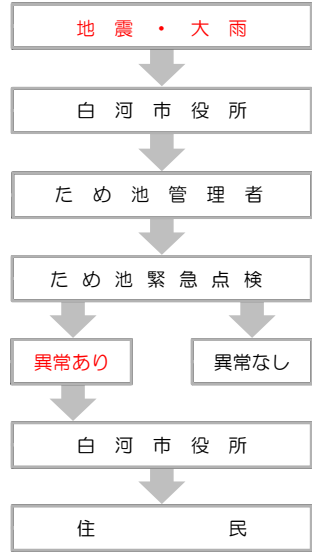 地震・大雨
白河市役所
ため池管理者
ため池緊急点検
異常あり 異常なし
白河市役所
住民